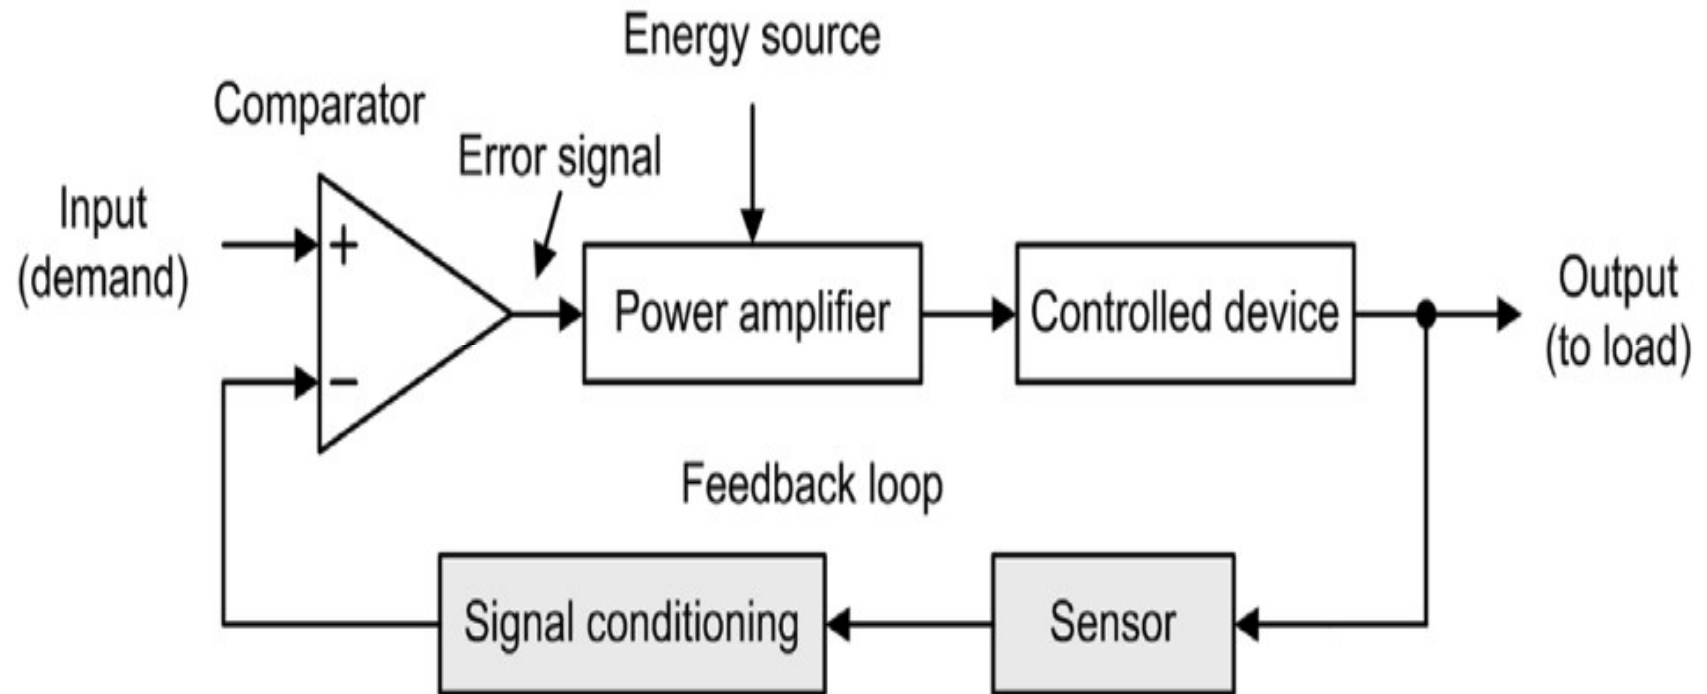 Energy source
Comparator
Error signal
Input
(demand)
+
Power amplifier
Controlled device
Output
(to load)
−
Feedback loop
Signal conditioning
Sensor